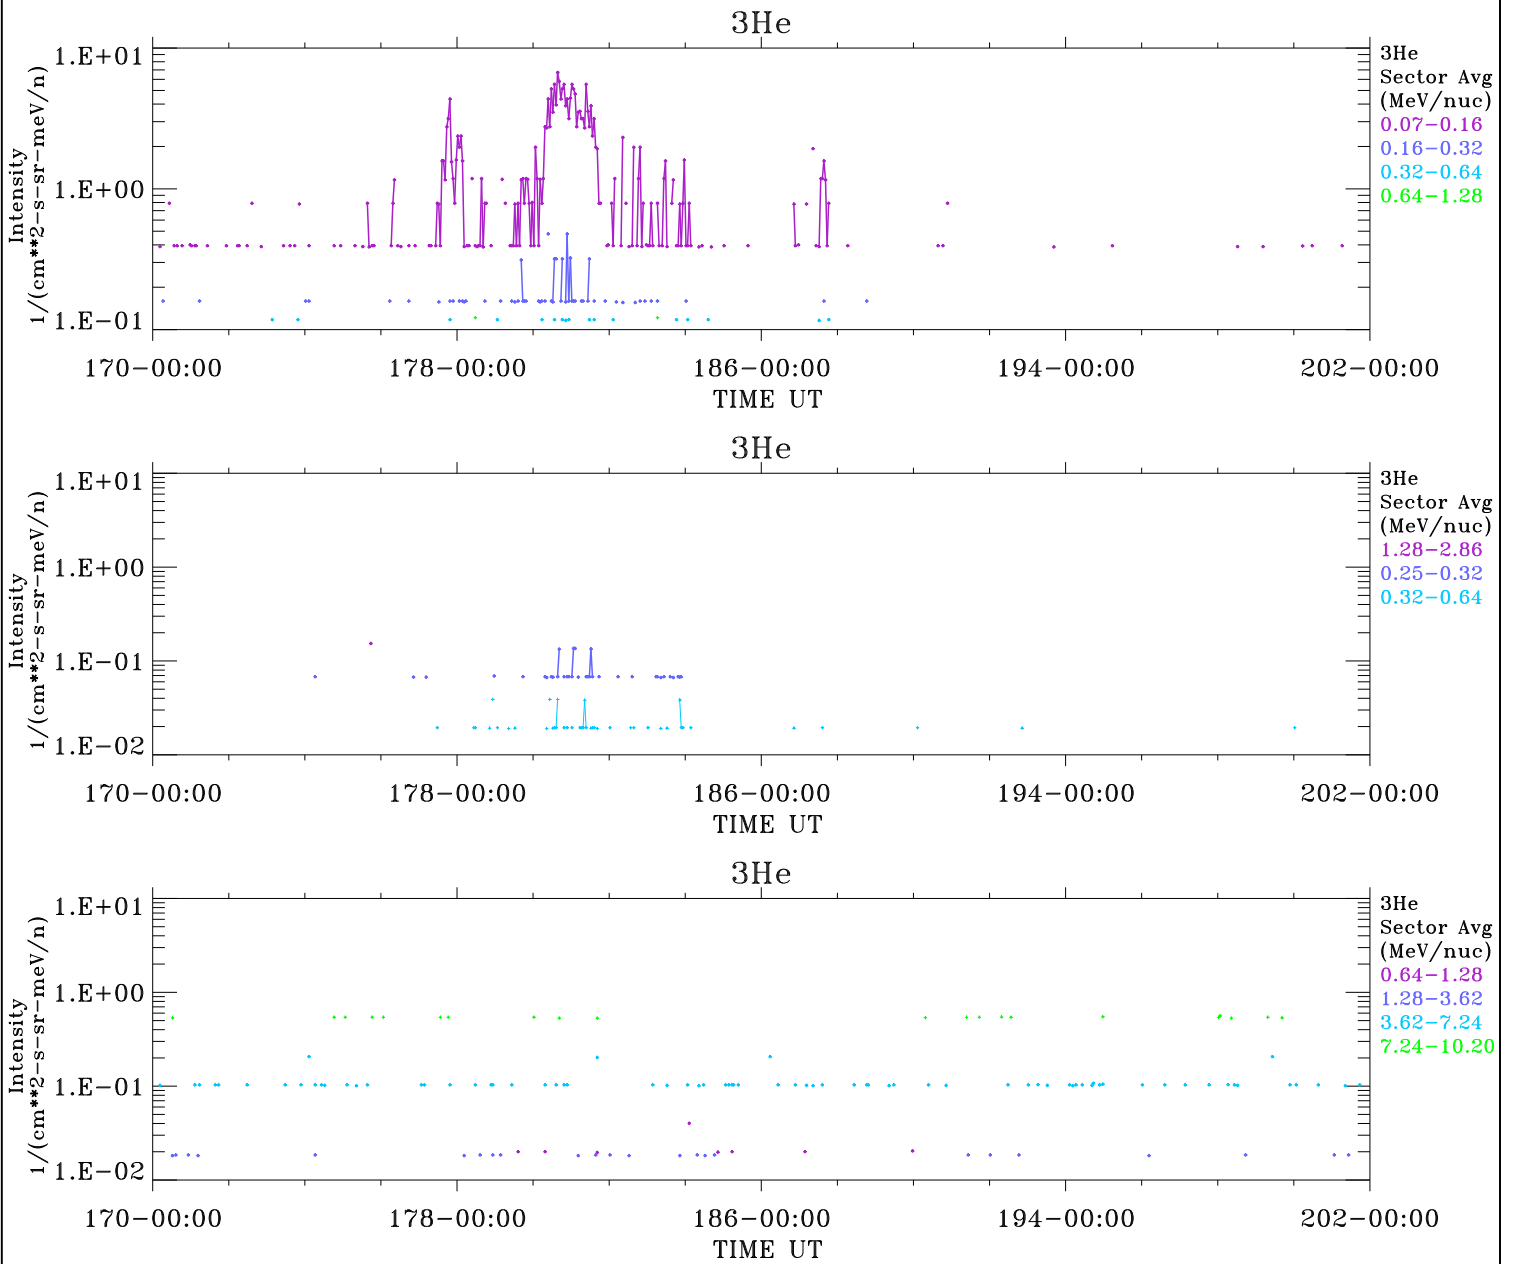 3He
1.E+01
1.E+00
1.E-01
Intensity
1/(cm**2-s-sr-meV/n)
170-00:00
178-00:00
186-00:00
194-00:00
202-00:00
TIME UT
3He
Sector Avg
(MeV/nuc)
0.07-0.16
0.16-0.32
0.32-0.64
0.64-1.28
3He
1.E+01
1.E+00
1.E-01
1.E-02
Intensity
1/(cm**2-s-sr-meV/n)
170-00:00
178-00:00
186-00:00
194-00:00
202-00:00
TIME UT
3He
Sector Avg
(MeV/nuc)
1.28-2.86
0.25-0.32
0.32-0.64
3He
1.E+01
1.E+00
1.E-01
1.E-02
Intensity
1/(cm**2-s-sr-meV/n)
170-00:00
178-00:00
186-00:00
194-00:00
202-00:00
TIME UT
3He
Sector Avg
(MeV/nuc)
0.64-1.28
1.28-3.62
3.62-7.24
7.24-10.20